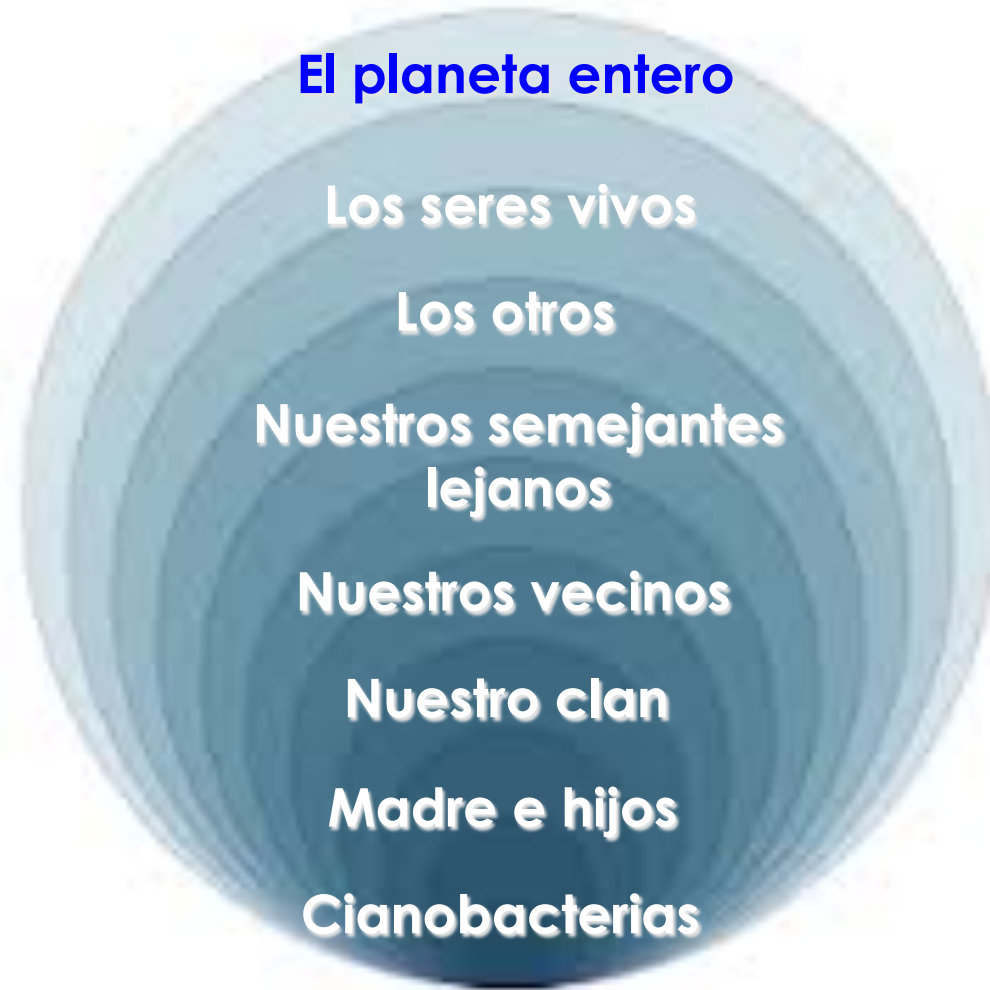 El planeta entero
Los seres vivos
Los otros
Nuestros semejantes
lejanos
Nuestros vecinos
Nuestro clan
Madre e hijos
Cianobacterias